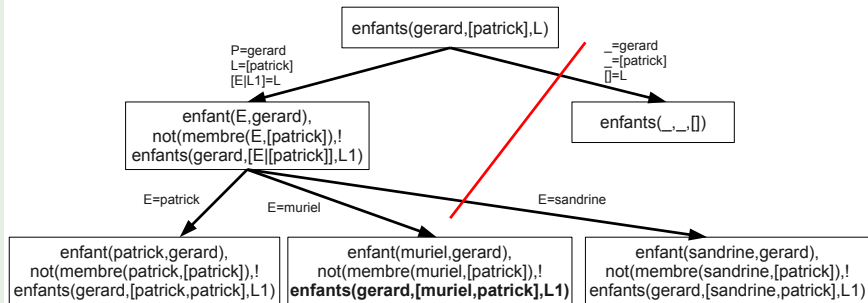 enfants(gerard,[patrick],L)
P=gerard
L=[patrick]
[E|L1]=L
_=gerard
_=[patrick]
[]=L
enfant(E,gerard),
not(membre(E,[patrick]),!
enfants(gerard,[E|[patrick]],L1)
enfants(_,_,[])
E=patrick
E=muriel
E=sandrine
enfant(patrick,gerard),
not(membre(patrick,[patrick]),!
enfants(gerard,[patrick,patrick],L1)
enfant(muriel,gerard),
not(membre(muriel,[patrick]),!
enfants(gerard,[muriel,patrick],L1)
enfant(sandrine,gerard),
not(membre(sandrine,[patrick]),!
enfants(gerard,[sandrine,patrick],L1)